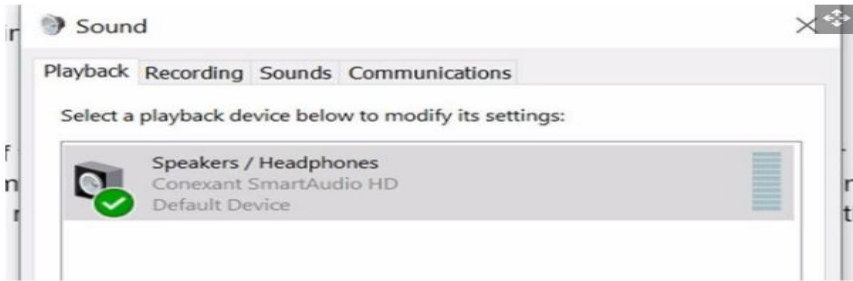 Sound
Playback Recording Sounds Communications
Select a playback device below to modify its settings:
Speakers / Headphones
Conexant SmartAudio HD
Default Device